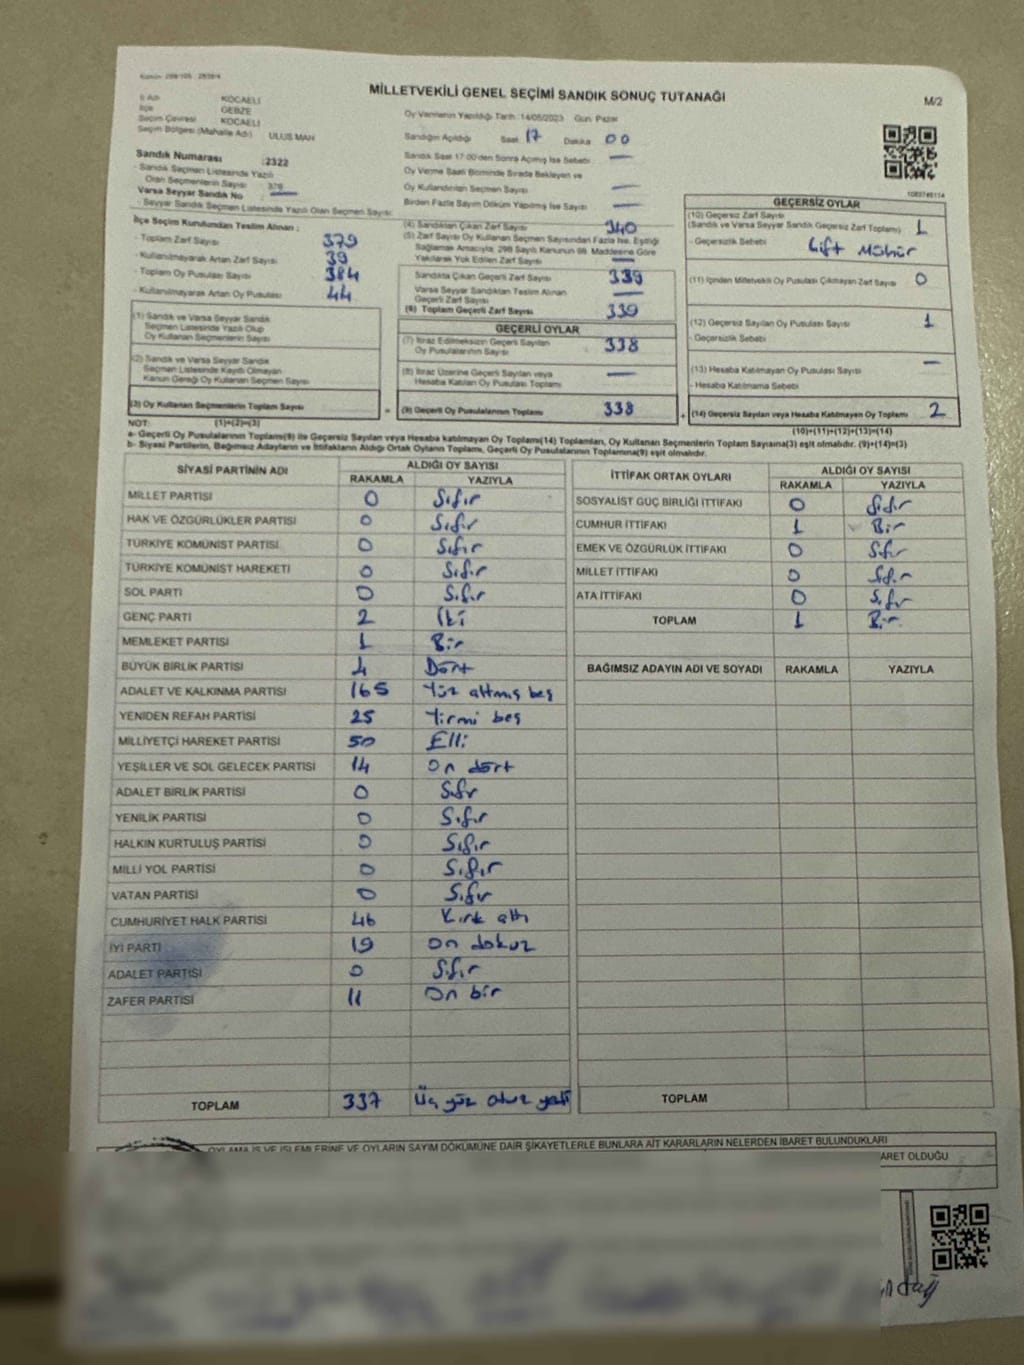 Kanun: 298/105 - 2839/4
MİLLETVEKİLİ GENEL SEÇİMİ SANDIK SONUÇ TUTANAĞI
M/2
İl Adı KOCAELİ
İlçe GEBZE
Seçim Çevresi KOCAELİ
Seçim Bölgesi (Mahalle Adı) ULUS MAH
Sandık Numarası :2322
- Sandık Seçmen Listesinde Yazılı
Olan Seçmenlerin Sayısı
Varsa Seyyar Sandık No —
- Seyyar Sandık Seçmen Listesinde Yazılı Olan Seçmen Sayısı:
İlçe Seçim Kurulundan Teslim Alınan ;
- Toplam Zarf Sayısı 379
- Kullanılmayarak Artan Zarf Sayısı 39
- Toplam Oy Pusulası Sayısı 384
- Kullanılmayarak Artan Oy Pusulası 44
(1) Sandık ve Varsa Seyyar Sandık
Seçmen Listesinde Yazılı Olup
Oy Kullanan Seçmenlerin Sayısı
(2) Sandık ve Varsa Seyyar Sandık
Seçmen Listesinde Kayıtlı Olmayan
Kanun Gereği Oy Kullanan Seçmen Sayısı
(3) Oy Kullanan Seçmenlerin Toplam Sayısı =
Oy Vermenin Yapıldığı Tarih :14/05/2023 Gün: Pazar
Sandığın Açıldığı Saat 17 Dakika 00
Sandık Saat 17:00'den Sonra Açılmış İse Sebebi: —
Oy Verme Saati Bitiminde Sırada Bekleyen ve
Oy Kullandırılan Seçmen Sayısı —
Birden Fazla Sayım Döküm Yapılmış İse Sayısı —
(4) Sandıktan Çıkan Zarf Sayısı 340
(5) Zarf Sayısı Oy Kullanan Seçmen Sayısından Fazla İse, Eşitliği
Sağlamak Amacıyla, 298 Sayılı Kanunun 98. Maddesine Göre
Yakılarak Yok Edilen Zarf Sayısı —
Sandıkta Çıkan Geçerli Zarf Sayısı 339
Varsa Seyyar Sandıktan Teslim Alınan
Geçerli Zarf Sayısı —
(6) Toplam Geçerli Zarf Sayısı 339
GEÇERLİ OYLAR
(7) İtiraz Edilmeksizin Geçerli Sayılan
Oy Pusulalarının Sayısı 338
(8) İtiraz Üzerine Geçerli Sayılan veya
Hesaba Katılan Oy Pusulası Toplamı —
(9) Geçerli Oy Pusulalarının Toplamı 338 +
GEÇERSİZ OYLAR
(10) Geçersiz Zarf Sayısı
(Sandık ve Varsa Seyyar Sandık Geçersiz Zarf Toplamı) 1
- Geçersizlik Sebebi Çift Mühür
(11) İçinden Milletvekili Oy Pusulası Çıkmayan Zarf Sayısı 0
(12) Geçersiz Sayılan Oy Pusulası Sayısı 1
- Geçersizlik Sebebi
(13) Hesaba Katılmayan Oy Pusulası Sayısı —
- Hesaba Katılmama Sebebi
(14) Geçersiz Sayılan veya Hesaba Katılmayan Oy Toplamı 2
NOT: (1)+(2)=(3) (10)+(11)+(12)+(13)=(14)
a- Geçerli Oy Pusulalarının Toplamı(9) ile Geçersiz Sayılan veya Hesaba katılmayan Oy Toplamı(14) Toplamları, Oy Kullanan Seçmenlerin Toplam Sayısına(3) eşit olmalıdır. (9)+(14)=(3)
b- Siyasi Partilerin, Bağımsız Adayların ve İttifakların Aldığı Ortak Oyların Toplamı, Geçerli Oy Pusulalarının Toplamına(9) eşit olmalıdır.
SİYASİ PARTİNİN ADI ALDIĞI OY SAYISI
RAKAMLA YAZIYLA
MİLLET PARTİSİ 0 Sıfır
HAK VE ÖZGÜRLÜKLER PARTİSİ 0 Sıfır
TÜRKİYE KOMÜNİST PARTİSİ 0 Sıfır
TÜRKİYE KOMÜNİST HAREKETİ 0 Sıfır
SOL PARTİ 0 Sıfır
GENÇ PARTİ 2 İki
MEMLEKET PARTİSİ 1 Bir
BÜYÜK BİRLİK PARTİSİ 4 Dört
ADALET VE KALKINMA PARTİSİ 165 Yüz altmış beş
YENİDEN REFAH PARTİSİ 25 Yirmi beş
MİLLİYETÇİ HAREKET PARTİSİ 50 Elli
YEŞİLLER VE SOL GELECEK PARTİSİ 14 On dört
ADALET BİRLİK PARTİSİ 0 Sıfır
YENİLİK PARTİSİ 0 Sıfır
HALKIN KURTULUŞ PARTİSİ 0 Sıfır
MİLLİ YOL PARTİSİ 0 Sıfır
VATAN PARTİSİ 0 Sıfır
CUMHURİYET HALK PARTİSİ 46 Kırk altı
İYİ PARTİ 19 On dokuz
ADALET PARTİSİ 0 Sıfır
ZAFER PARTİSİ 11 On bir
TOPLAM 337 Üç yüz otuz yedi
İTTİFAK ORTAK OYLARI ALDIĞI OY SAYISI
RAKAMLA YAZIYLA
SOSYALİST GÜÇ BİRLİĞİ İTTİFAKI 0 Sıfır
CUMHUR İTTİFAKI 1 Bir
EMEK VE ÖZGÜRLÜK İTTİFAKI 0 Sıfır
MİLLET İTTİFAKI 0 Sıfır
ATA İTTİFAKI 0 Sıfır
TOPLAM 1 Bir
BAĞIMSIZ ADAYIN ADI VE SOYADI RAKAMLA YAZIYLA
TOPLAM
OYLAMA İŞ VE İŞLEMLERİNE VE OYLARIN SAYIM DÖKÜMÜNE DAİR ŞİKAYETLERLE BUNLARA AİT KARARLARIN NELERDEN İBARET BULUNDUKLARI
ARET OLDUĞU